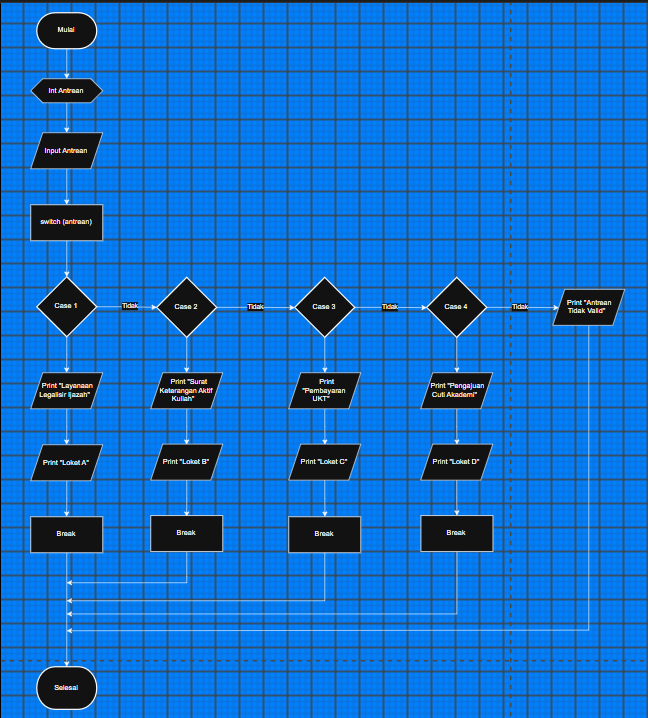 Mulai
Int Antrean
Input Antrean
switch (antrean)
Case 1
Tidak
Case 2
Tidak
Case 3
Tidak
Case 4
Tidak
Print "Antrean
Tidak Valid"
Print "Layanaan
Legalisir Ijazah"
Print "Surat
Keterangan Aktif
Kuliah"
Print
"Pembayaran
UKT"
Print "Pengajuan
Cuti Akademi"
Print "Loket A"
Print "Loket B"
Print "Loket C"
Print "Loket D"
Break
Break
Break
Break
Selesai